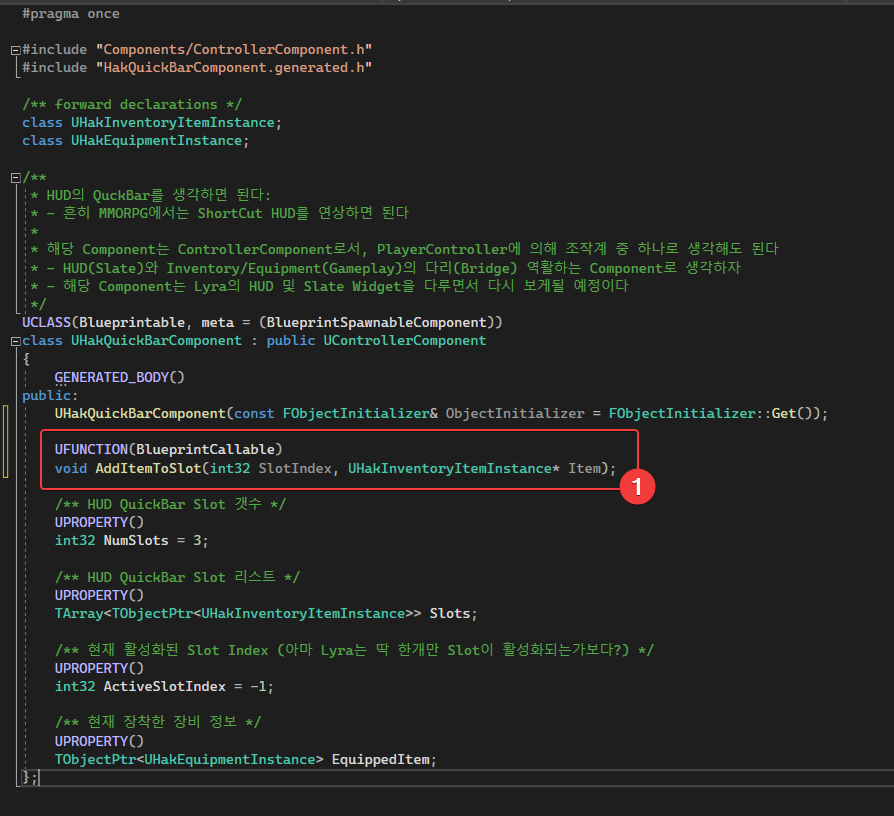 #pragma once
#include "Components/ControllerComponent.h"
#include "HakQuickBarComponent.generated.h"
/** forward declarations */
class UHakInventoryItemInstance;
class UHakEquipmentInstance;
/**
* HUD의 QuckBar를 생각하면 된다:
* - 흔히 MMORPG에서는 ShortCut HUD를 연상하면 된다
*
* 해당 Component는 ControllerComponent로서, PlayerController에 의해 조작계 중 하나로 생각해도 된다
* - HUD(Slate)와 Inventory/Equipment(Gameplay)의 다리(Bridge) 역활하는 Component로 생각하자
* - 해당 Component는 Lyra의 HUD 및 Slate Widget을 다루면서 다시 보게될 예정이다
*/
UCLASS(Blueprintable, meta = (BlueprintSpawnableComponent))
class UHakQuickBarComponent : public UControllerComponent
{
GENERATED_BODY()
public:
UHakQuickBarComponent(const FObjectInitializer& ObjectInitializer = FObjectInitializer::Get());
UFUNCTION(BlueprintCallable)
void AddItemToSlot(int32 SlotIndex, UHakInventoryItemInstance* Item);
1
/** HUD QuickBar Slot 갯수 */
UPROPERTY()
int32 NumSlots = 3;
/** HUD QuickBar Slot 리스트 */
UPROPERTY()
TArray<TObjectPtr<UHakInventoryItemInstance>> Slots;
/** 현재 활성화된 Slot Index (아마 Lyra는 딱 한개만 Slot이 활성화되는가보다?) */
UPROPERTY()
int32 ActiveSlotIndex = -1;
/** 현재 장착한 장비 정보 */
UPROPERTY()
TObjectPtr<UHakEquipmentInstance> EquippedItem;
};